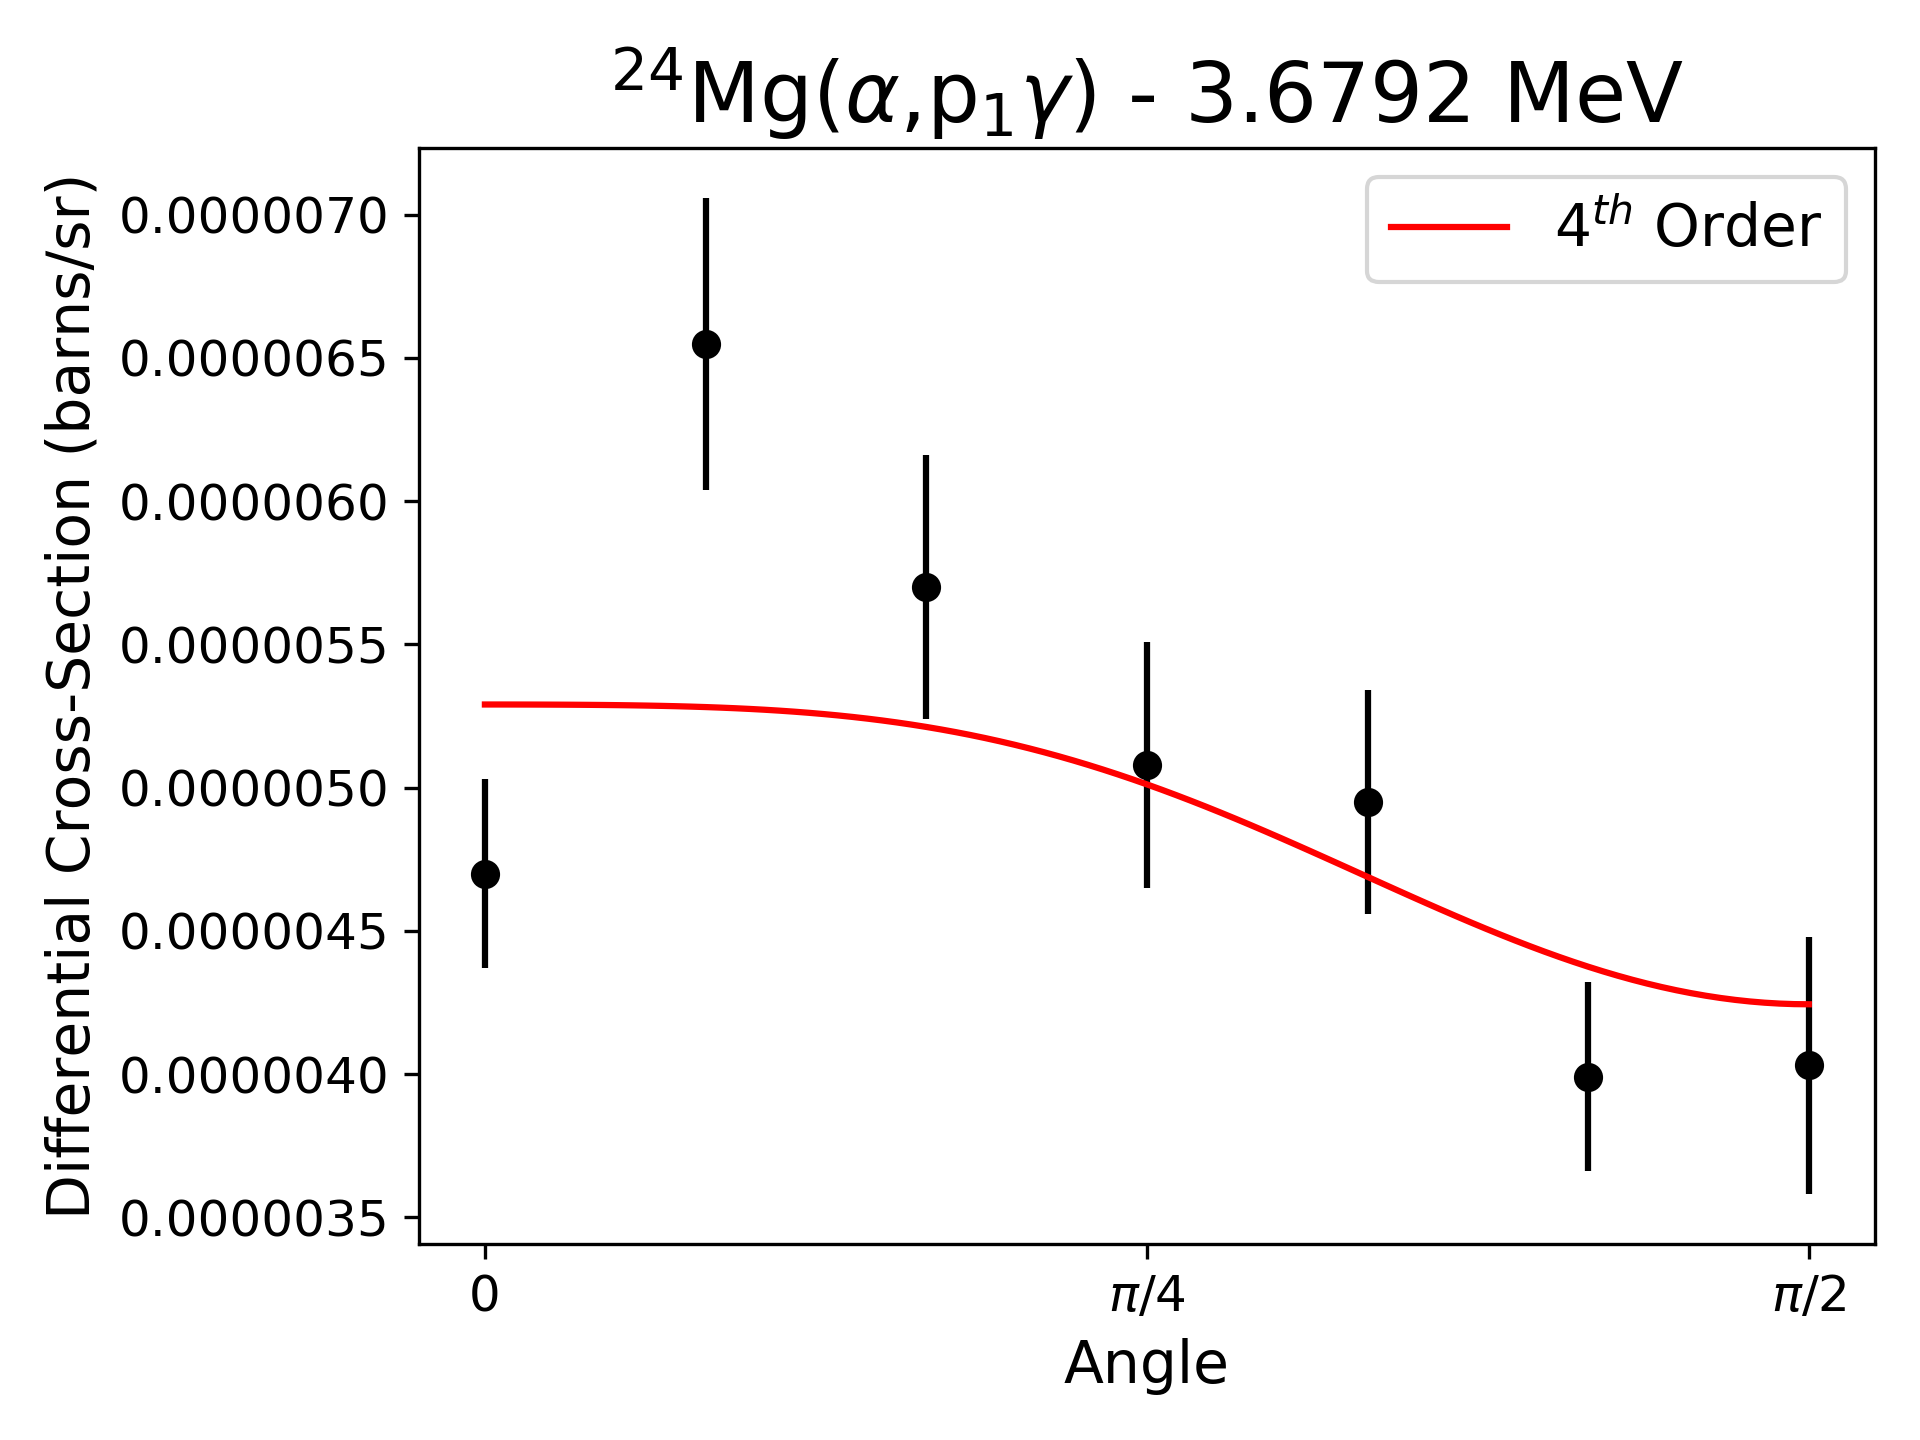 ²⁴Mg(α,p₁γ) - 3.6792 MeV
4ᵗʰ Order
Differential Cross-Section (barns/sr)
0.0000070
0.0000065
0.0000060
0.0000055
0.0000050
0.0000045
0.0000040
0.0000035
0 π/4 π/2
Angle